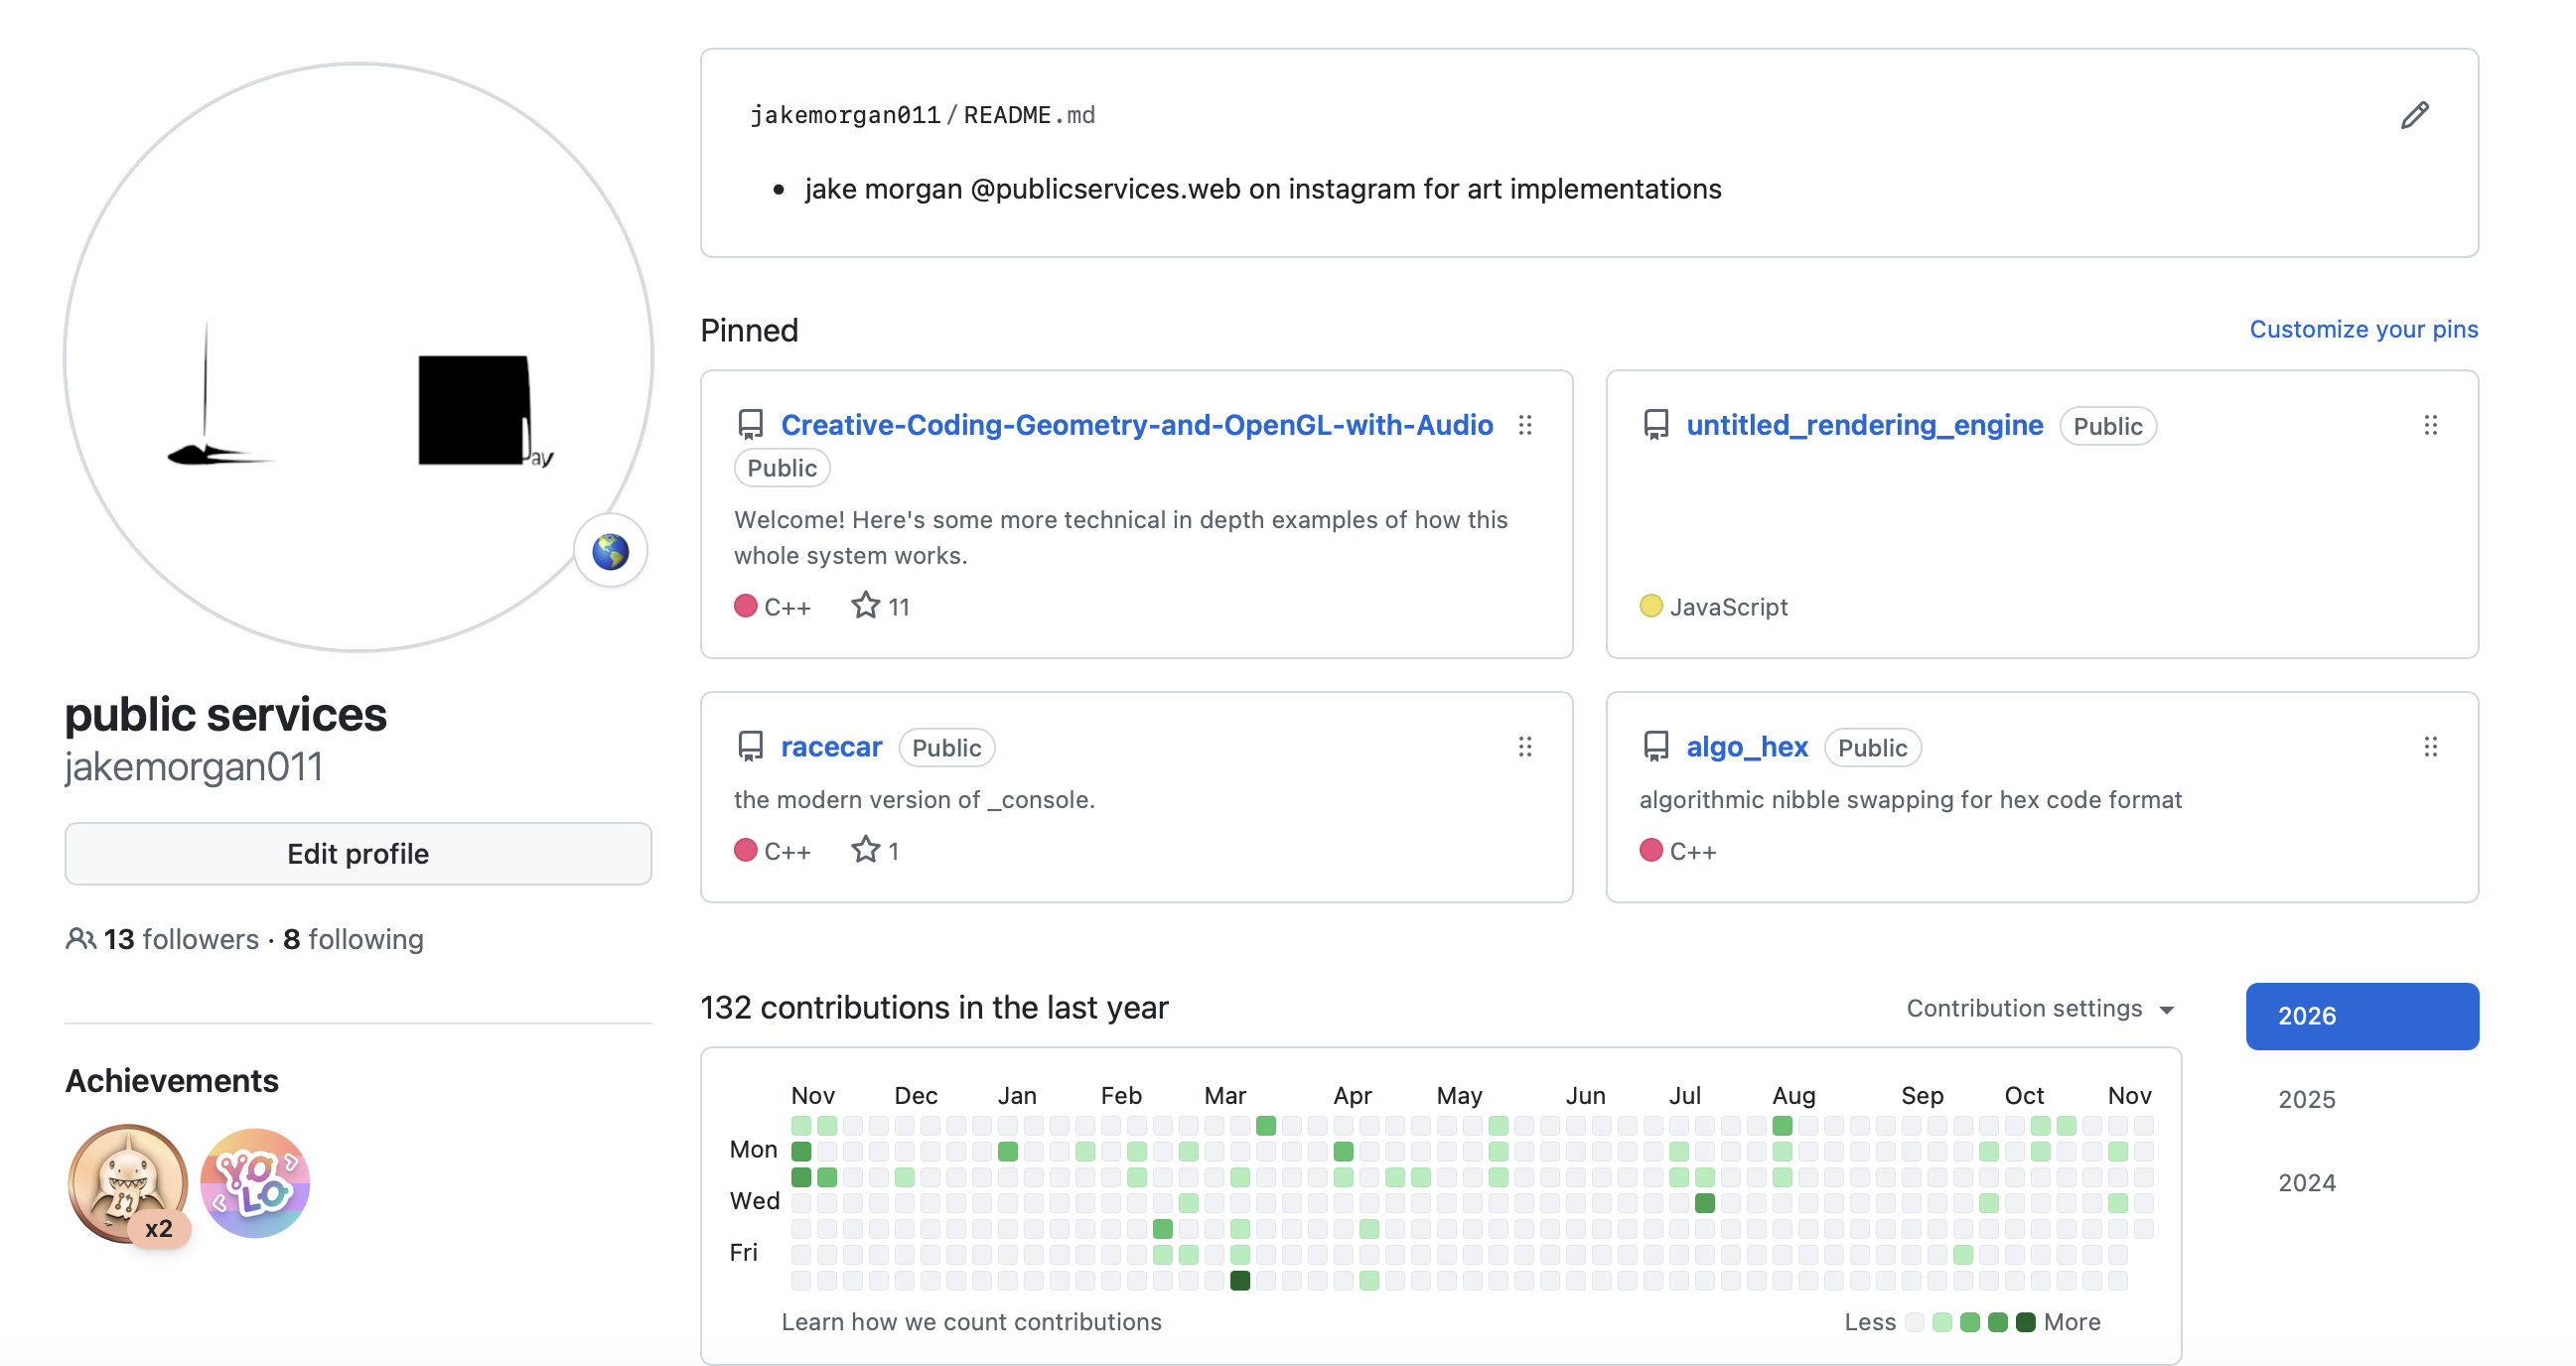 jakemorgan011/README.md
jake morgan @publicservices.web on instagram for art implementations
Jay
public services
jakemorgan011
Edit profile
13 followers · 8 following
Achievements
YOLO
x2
Pinned
Customize your pins
Creative-Coding-Geometry-and-OpenGL-with-Audio
Public
Welcome! Here's some more technical in depth examples of how this
whole system works.
C++ 11
untitled_rendering_engine Public
JavaScript
racecar Public
the modern version of _console.
C++ 1
algo_hex Public
algorithmic nibble swapping for hex code format
C++
132 contributions in the last year
Contribution settings
2026
2025
2024
Nov Dec Jan Feb Mar Apr May Jun Jul Aug Sep Oct Nov
Mon
Wed
Fri
Learn how we count contributions
Less More